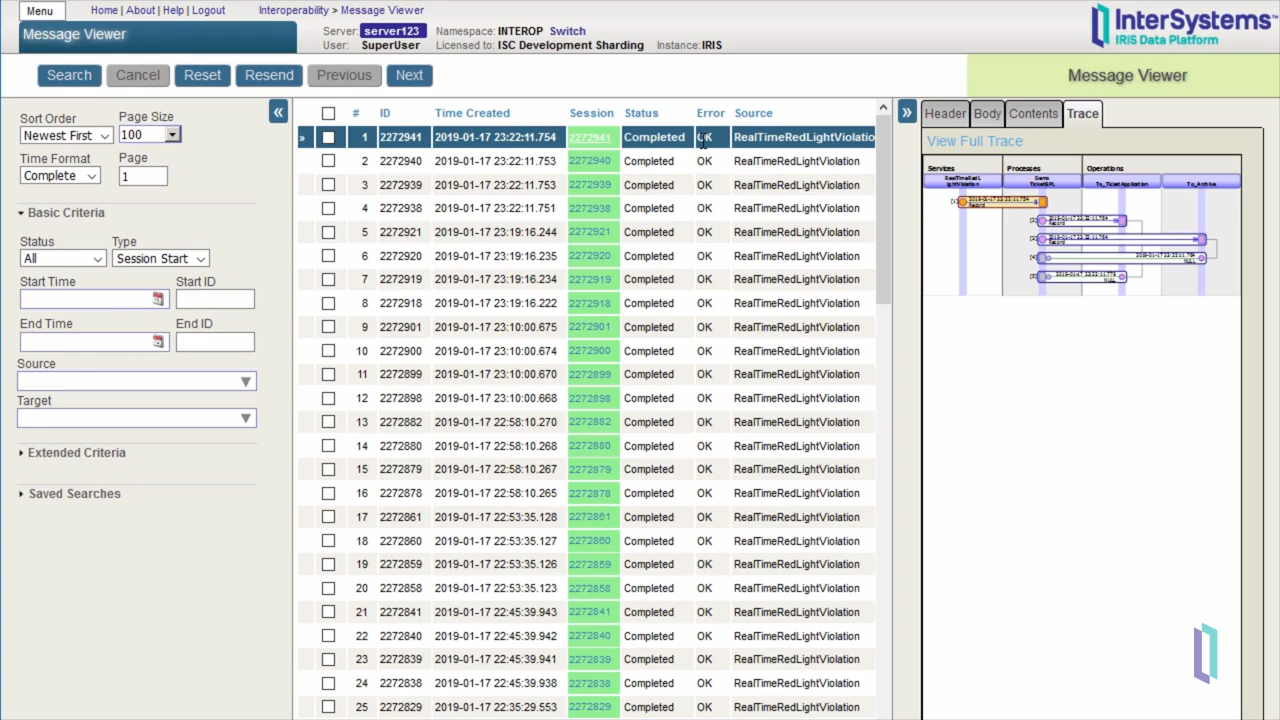 Menu
Home | About | Help | Logout
Interoperability > Message Viewer
Message Viewer
Server: server123 Namespace: INTEROP Switch
User: SuperUser Licensed to: ISC Development Sharding Instance: IRIS
InterSystems™
IRIS Data Platform
Search Cancel Reset Resend Previous Next
Message Viewer
Sort Order Page Size
Newest First 100
Time Format Page
Complete 1
Basic Criteria
Status Type
All Session Start
Start Time Start ID
End Time End ID
Source
Target
Extended Criteria
Saved Searches
# ID Time Created Session Status Error Source
» 1 2272941 2019-01-17 23:22:11.754 2272941 Completed OK RealTimeRedLightViolatio
2 2272940 2019-01-17 23:22:11.753 2272940 Completed OK RealTimeRedLightViolation
3 2272939 2019-01-17 23:22:11.753 2272939 Completed OK RealTimeRedLightViolation
4 2272938 2019-01-17 23:22:11.751 2272938 Completed OK RealTimeRedLightViolation
5 2272921 2019-01-17 23:19:16.244 2272921 Completed OK RealTimeRedLightViolation
6 2272920 2019-01-17 23:19:16.235 2272920 Completed OK RealTimeRedLightViolation
7 2272919 2019-01-17 23:19:16.234 2272919 Completed OK RealTimeRedLightViolation
8 2272918 2019-01-17 23:19:16.222 2272918 Completed OK RealTimeRedLightViolation
9 2272901 2019-01-17 23:10:00.675 2272901 Completed OK RealTimeRedLightViolation
10 2272900 2019-01-17 23:10:00.674 2272900 Completed OK RealTimeRedLightViolation
11 2272899 2019-01-17 23:10:00.670 2272899 Completed OK RealTimeRedLightViolation
12 2272898 2019-01-17 23:10:00.668 2272898 Completed OK RealTimeRedLightViolation
13 2272882 2019-01-17 22:58:10.270 2272882 Completed OK RealTimeRedLightViolation
14 2272880 2019-01-17 22:58:10.268 2272880 Completed OK RealTimeRedLightViolation
15 2272879 2019-01-17 22:58:10.267 2272879 Completed OK RealTimeRedLightViolation
16 2272878 2019-01-17 22:58:10.265 2272878 Completed OK RealTimeRedLightViolation
17 2272861 2019-01-17 22:53:35.128 2272861 Completed OK RealTimeRedLightViolation
18 2272860 2019-01-17 22:53:35.127 2272860 Completed OK RealTimeRedLightViolation
19 2272859 2019-01-17 22:53:35.126 2272859 Completed OK RealTimeRedLightViolation
20 2272858 2019-01-17 22:53:35.123 2272858 Completed OK RealTimeRedLightViolation
21 2272841 2019-01-17 22:45:39.943 2272841 Completed OK RealTimeRedLightViolation
22 2272840 2019-01-17 22:45:39.942 2272840 Completed OK RealTimeRedLightViolation
23 2272839 2019-01-17 22:45:39.941 2272839 Completed OK RealTimeRedLightViolation
24 2272838 2019-01-17 22:45:39.938 2272838 Completed OK RealTimeRedLightViolation
25 2272829 2019-01-17 22:35:29.553 2272829 Completed OK RealTimeRedLightViolation
Header Body Contents Trace
View Full Trace
Services Processes Operations
RealTimeRedL Demo
ightViolation To_TicketApplication To_Archive
Record
Record
Record
NULL
NULL